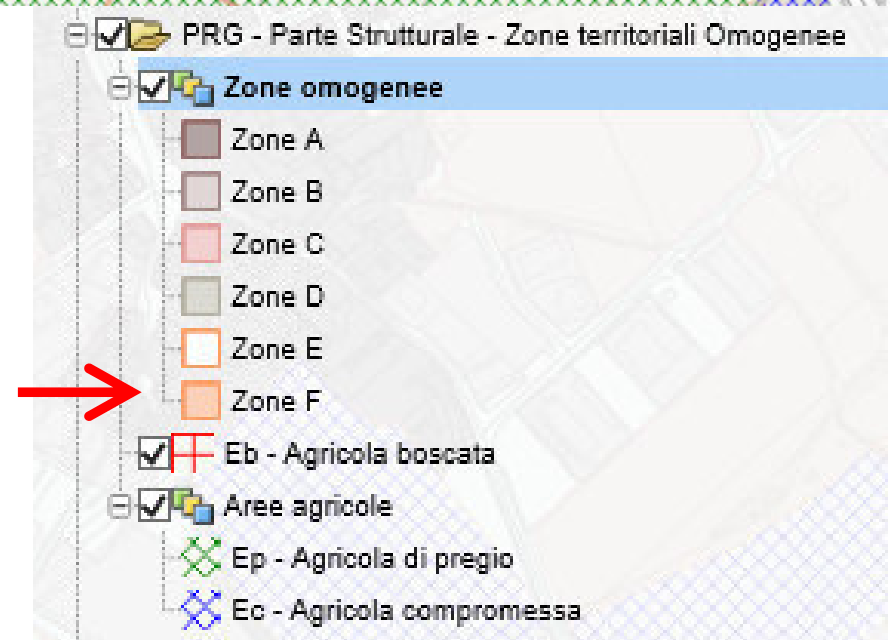 PRG - Parte Strutturale - Zone territoriali Omogenee
Zone omogenee
Zone A
Zone B
Zone C
Zone D
Zone E
Zone F
Eb - Agricola boscata
Aree agricole
Ep - Agricola di pregio
Ec - Agricola compromessa